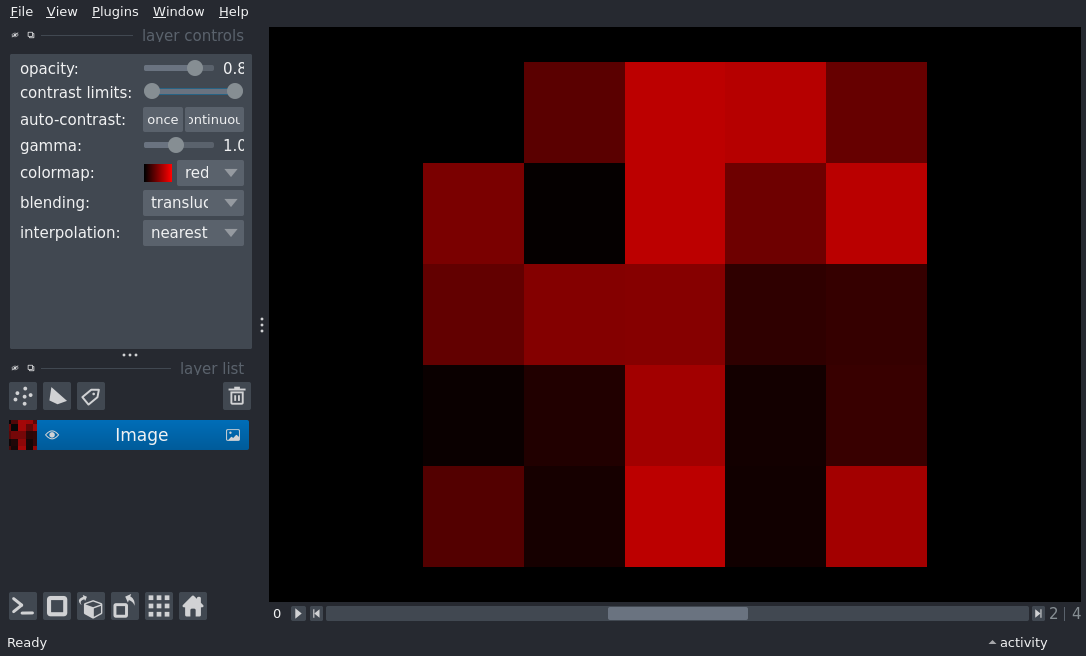 File View Plugins Window Help
layer controls
opacity: 0.8
contrast limits:
auto-contrast: once ontinuou
gamma: 1.0
colormap: red
blending: transluc
interpolation: nearest
layer list
Image
0 2 | 4
Ready activity